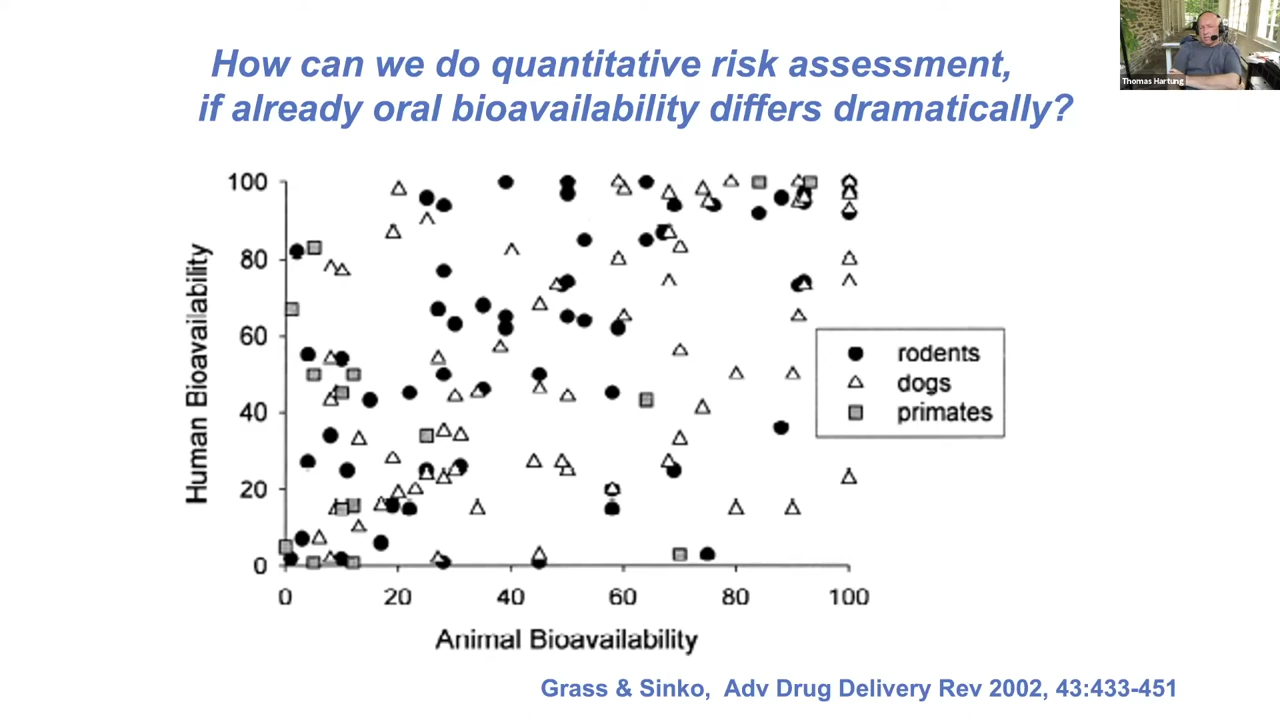 Thomas Hartung
How can we do quantitative risk assessment,
if already oral bioavailability differs dramatically?
100
80
60
40
20
0
Human Bioavailability
rodents
dogs
primates
0 20 40 60 80 100
Animal Bioavailability
Grass & Sinko, Adv Drug Delivery Rev 2002, 43:433-451